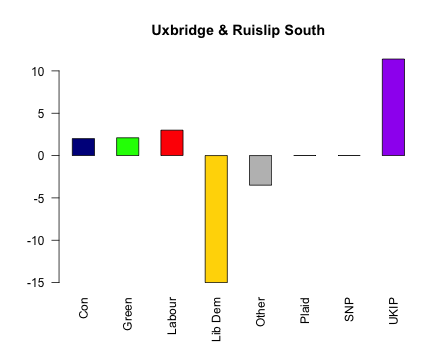 Uxbridge & Ruislip South
10
5
0
-5
-10
-15
Con
Green
Labour
Lib Dem
Other
Plaid
SNP
UKIP